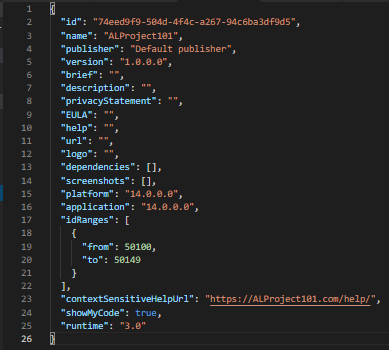 1 {
2 "id": "74eed9f9-504d-4f4c-a267-94c6ba3df9d5",
3 "name": "ALProject101",
4 "publisher": "Default publisher",
5 "version": "1.0.0.0",
6 "brief": "",
7 "description": "",
8 "privacyStatement": "",
9 "EULA": "",
10 "help": "",
11 "url": "",
12 "logo": "",
13 "dependencies": [],
14 "screenshots": [],
15 "platform": "14.0.0.0",
16 "application": "14.0.0.0",
17 "idRanges": [
18 {
19 "from": 50100,
20 "to": 50149
21 }
22 ],
23 "contextSensitiveHelpUrl": "https://ALProject101.com/help/",
24 "showMyCode": true,
25 "runtime": "3.0"
26 }